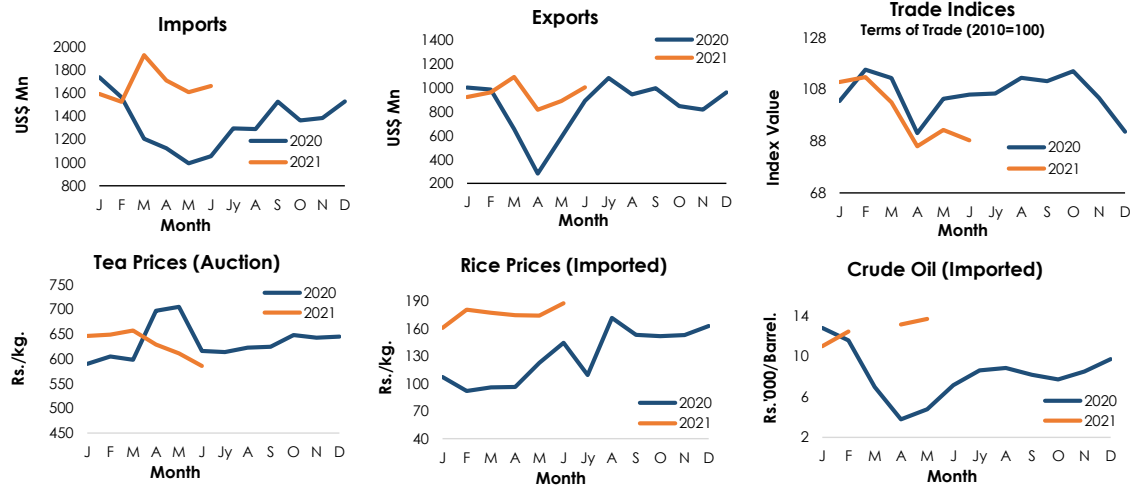 Imports
US$ Mn
2000
1800
1600
1400
1200
1000
800
2020
2021
J F M A M J Jy A S O N D
Month
Exports
US$ Mn
1400
1200
1000
800
600
400
200
2020
2021
J F M A M J Jy A S O N D
Month
Trade Indices
Terms of Trade (2010=100)
Index Value
128
108
88
68
2020
2021
J F M A M J Jy A S O N D
Month
Tea Prices (Auction)
Rs./kg.
750
700
650
600
550
500
450
2020
2021
J F M A M J Jy A S O N D
Month
Rice Prices (Imported)
Rs./kg.
190
160
130
100
70
40
2020
2021
J F M A M J Jy A S O N D
Month
Crude Oil (Imported)
Rs.'000/Barrel.
14
10
6
2
2020
2021
J F M A M J Jy A S O N D
Month